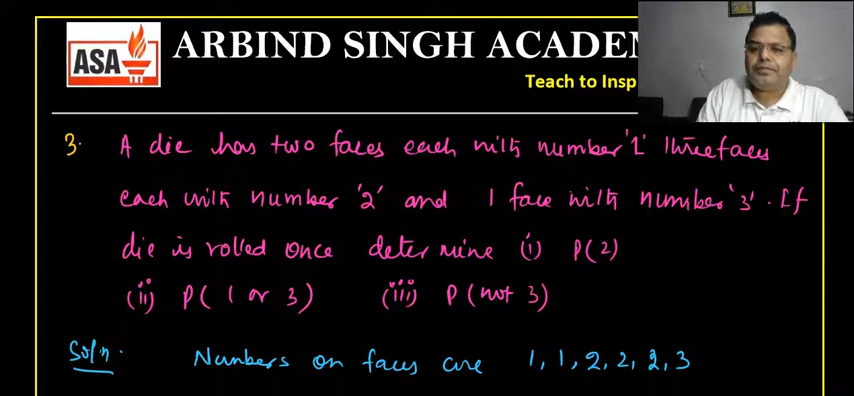 ASA
ARBIND SINGH ACADEM
Teach to Insp
3. A die has two faces each with number '1' three faces
each with number '2' and 1 face with number '3'. If
die is rolled once determine (i) P(2)
(ii) P(1 or 3) (iii) P(not 3)
Soln. Numbers on faces are 1, 1, 2, 2, 2, 3